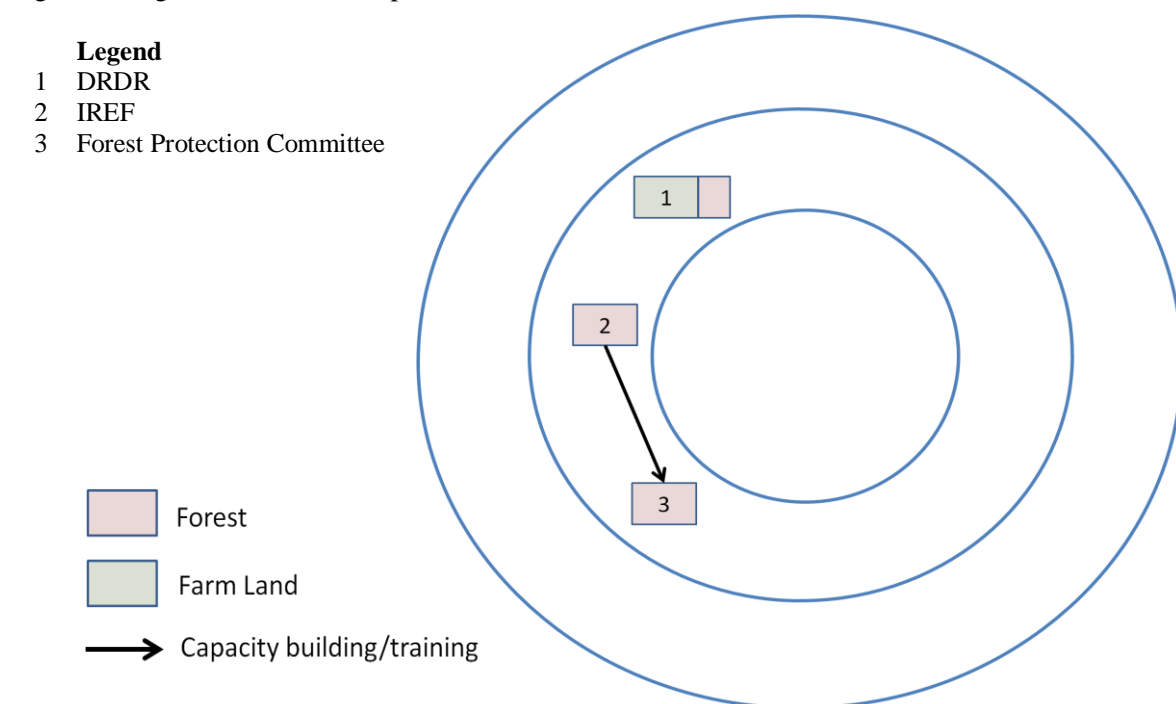 Legend
1 DRDR
2 IREF
3 Forest Protection Committee
1
2
3
Forest
Farm Land
Capacity building/training